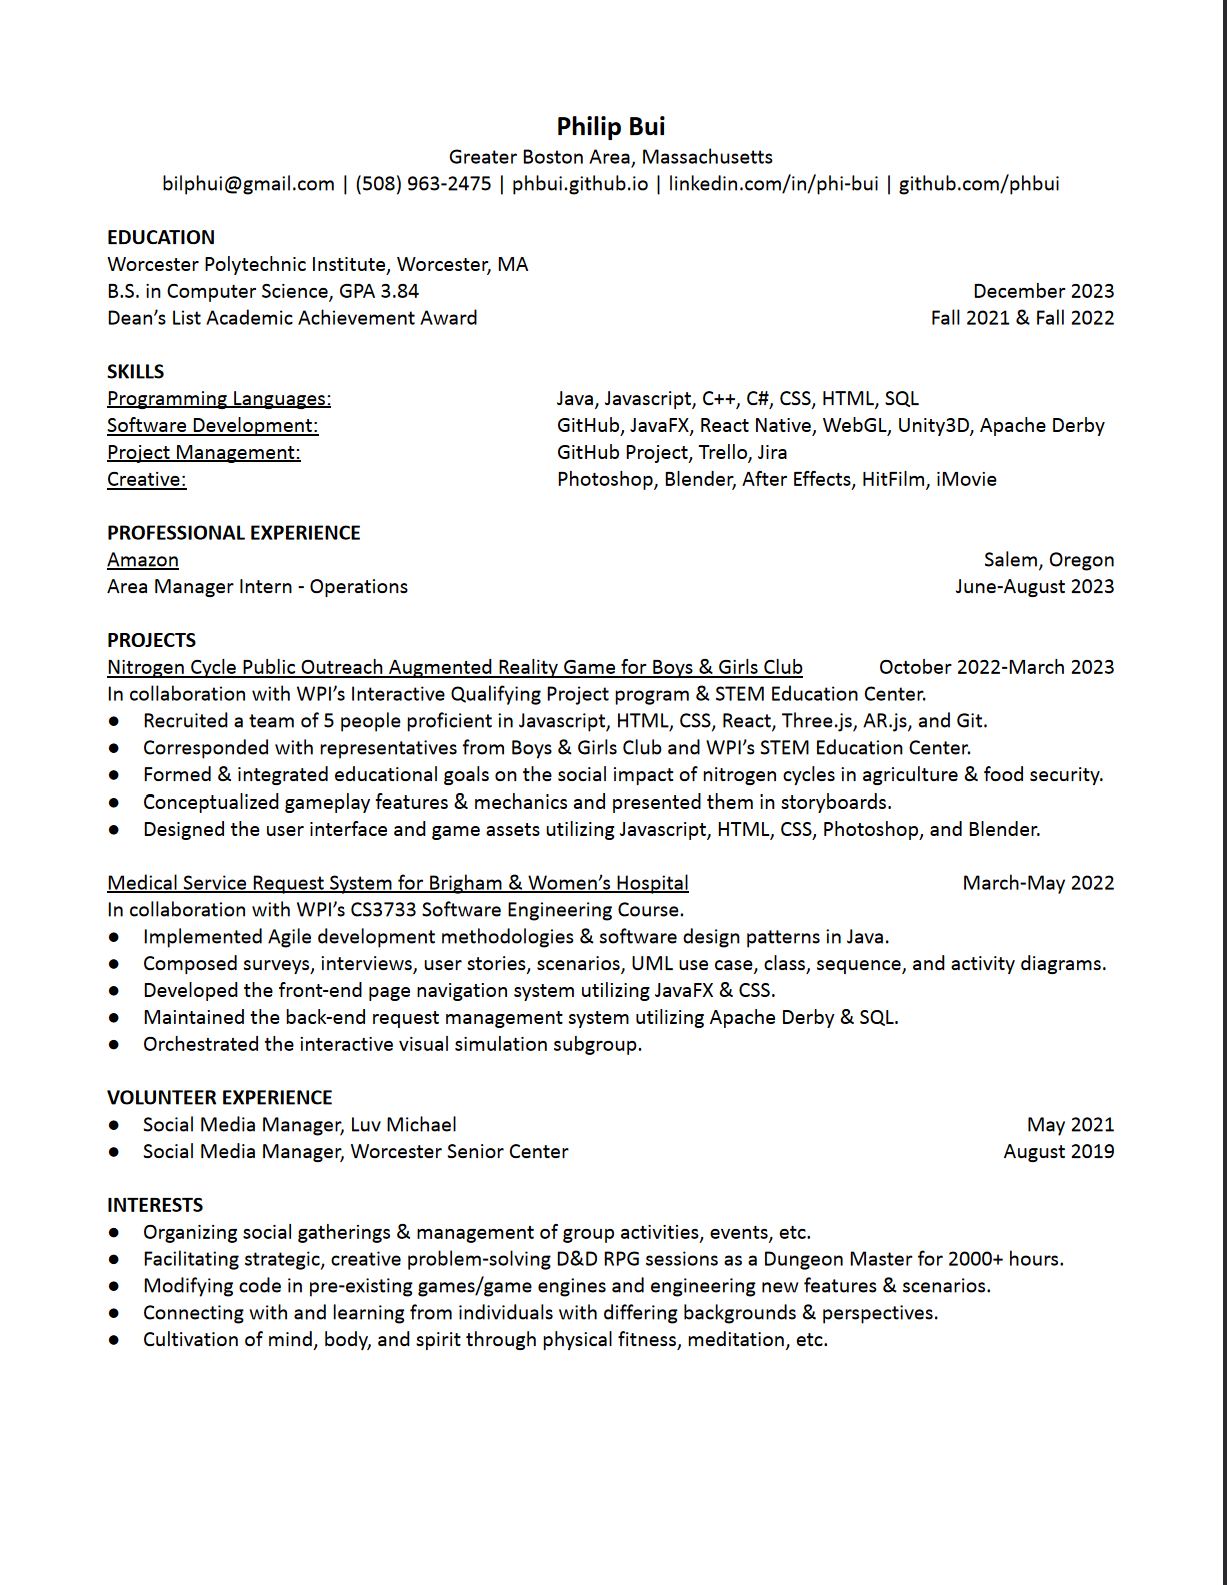 Philip Bui
Greater Boston Area, Massachusetts
bilphui@gmail.com | (508) 963-2475 | phbui.github.io | linkedin.com/in/phi-bui | github.com/phbui
EDUCATION
Worcester Polytechnic Institute, Worcester, MA
B.S. in Computer Science, GPA 3.84 December 2023
Dean’s List Academic Achievement Award Fall 2021 & Fall 2022
SKILLS
Programming Languages: Java, Javascript, C++, C#, CSS, HTML, SQL
Software Development: GitHub, JavaFX, React Native, WebGL, Unity3D, Apache Derby
Project Management: GitHub Project, Trello, Jira
Creative: Photoshop, Blender, After Effects, HitFilm, iMovie
PROFESSIONAL EXPERIENCE
Amazon Salem, Oregon
Area Manager Intern - Operations June-August 2023
PROJECTS
Nitrogen Cycle Public Outreach Augmented Reality Game for Boys & Girls Club October 2022-March 2023
In collaboration with WPI’s Interactive Qualifying Project program & STEM Education Center.
● Recruited a team of 5 people proficient in Javascript, HTML, CSS, React, Three.js, AR.js, and Git.
● Corresponded with representatives from Boys & Girls Club and WPI’s STEM Education Center.
● Formed & integrated educational goals on the social impact of nitrogen cycles in agriculture & food security.
● Conceptualized gameplay features & mechanics and presented them in storyboards.
● Designed the user interface and game assets utilizing Javascript, HTML, CSS, Photoshop, and Blender.
Medical Service Request System for Brigham & Women’s Hospital March-May 2022
In collaboration with WPI’s CS3733 Software Engineering Course.
● Implemented Agile development methodologies & software design patterns in Java.
● Composed surveys, interviews, user stories, scenarios, UML use case, class, sequence, and activity diagrams.
● Developed the front-end page navigation system utilizing JavaFX & CSS.
● Maintained the back-end request management system utilizing Apache Derby & SQL.
● Orchestrated the interactive visual simulation subgroup.
VOLUNTEER EXPERIENCE
● Social Media Manager, Luv Michael May 2021
● Social Media Manager, Worcester Senior Center August 2019
INTERESTS
● Organizing social gatherings & management of group activities, events, etc.
● Facilitating strategic, creative problem-solving D&D RPG sessions as a Dungeon Master for 2000+ hours.
● Modifying code in pre-existing games/game engines and engineering new features & scenarios.
● Connecting with and learning from individuals with differing backgrounds & perspectives.
● Cultivation of mind, body, and spirit through physical fitness, meditation, etc.